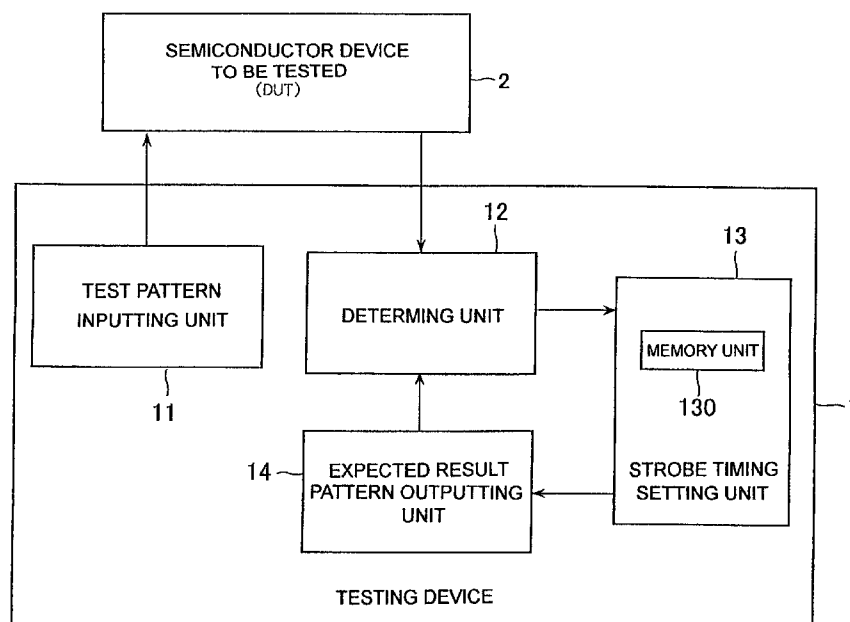 SEMICONDUCTOR DEVICE
TO BE TESTED
(DUT)
2
12
13
TEST PATTERN
INPUTTING UNIT
DETERMING UNIT
MEMORY UNIT
11
130
14
EXPECTED RESULT
PATTERN OUTPUTTING
UNIT
STROBE TIMING
SETTING UNIT
TESTING DEVICE